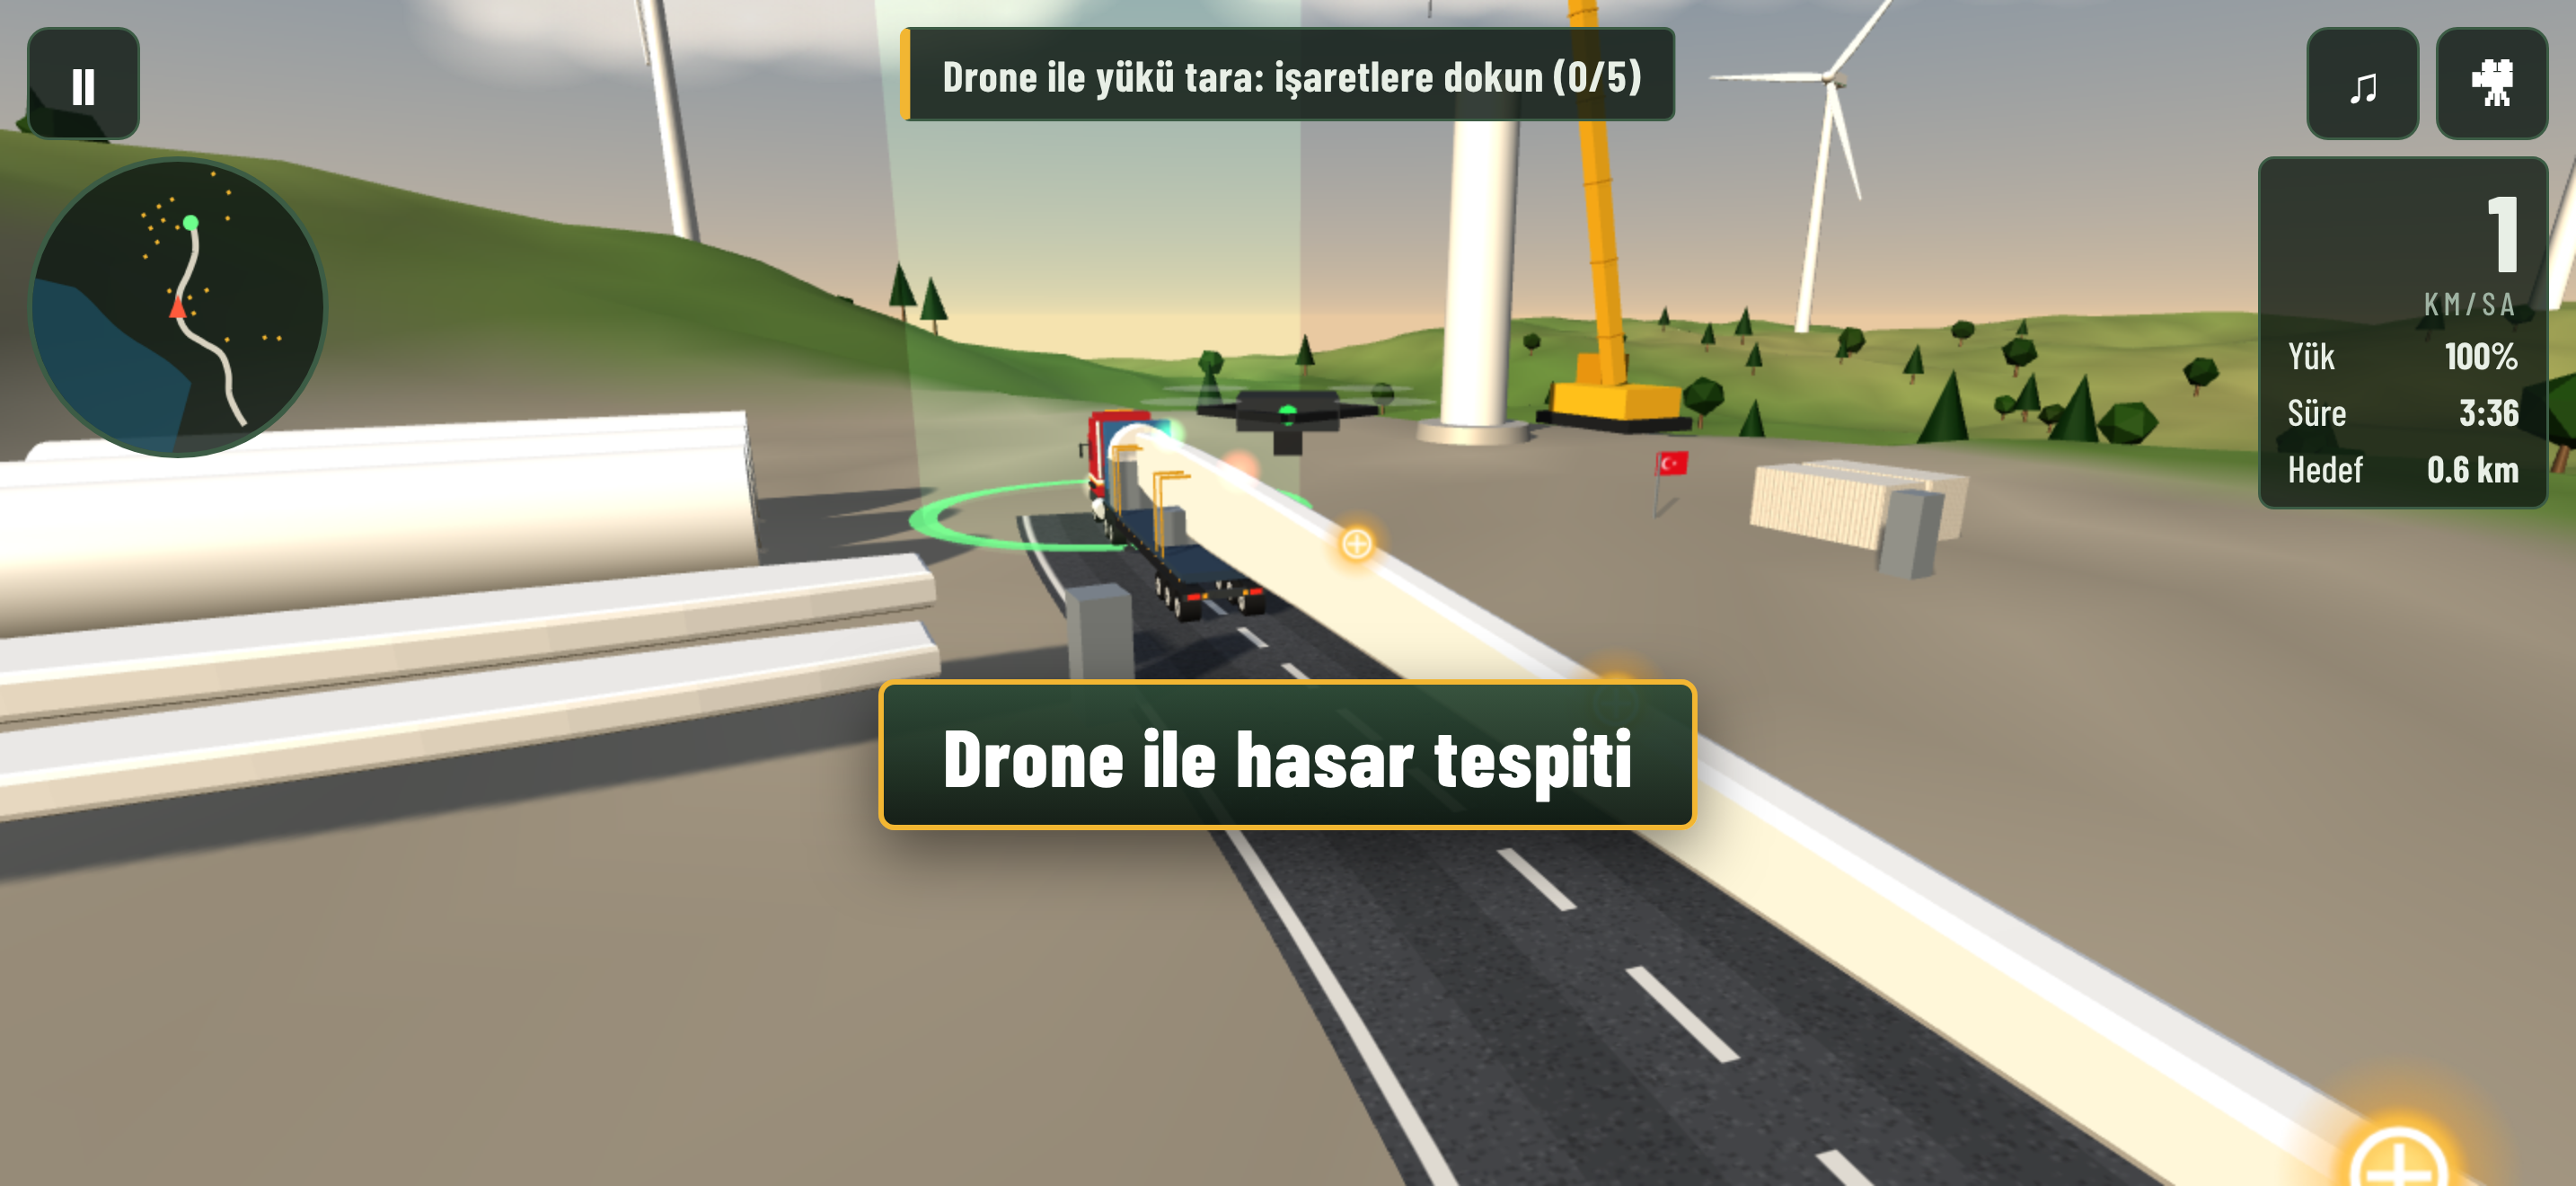 Drone ile yükü tara: işaretlere dokun (0/5)
1
KM/SA
Yük 100%
Süre 3:36
Hedef 0.6 km
Drone ile hasar tespiti